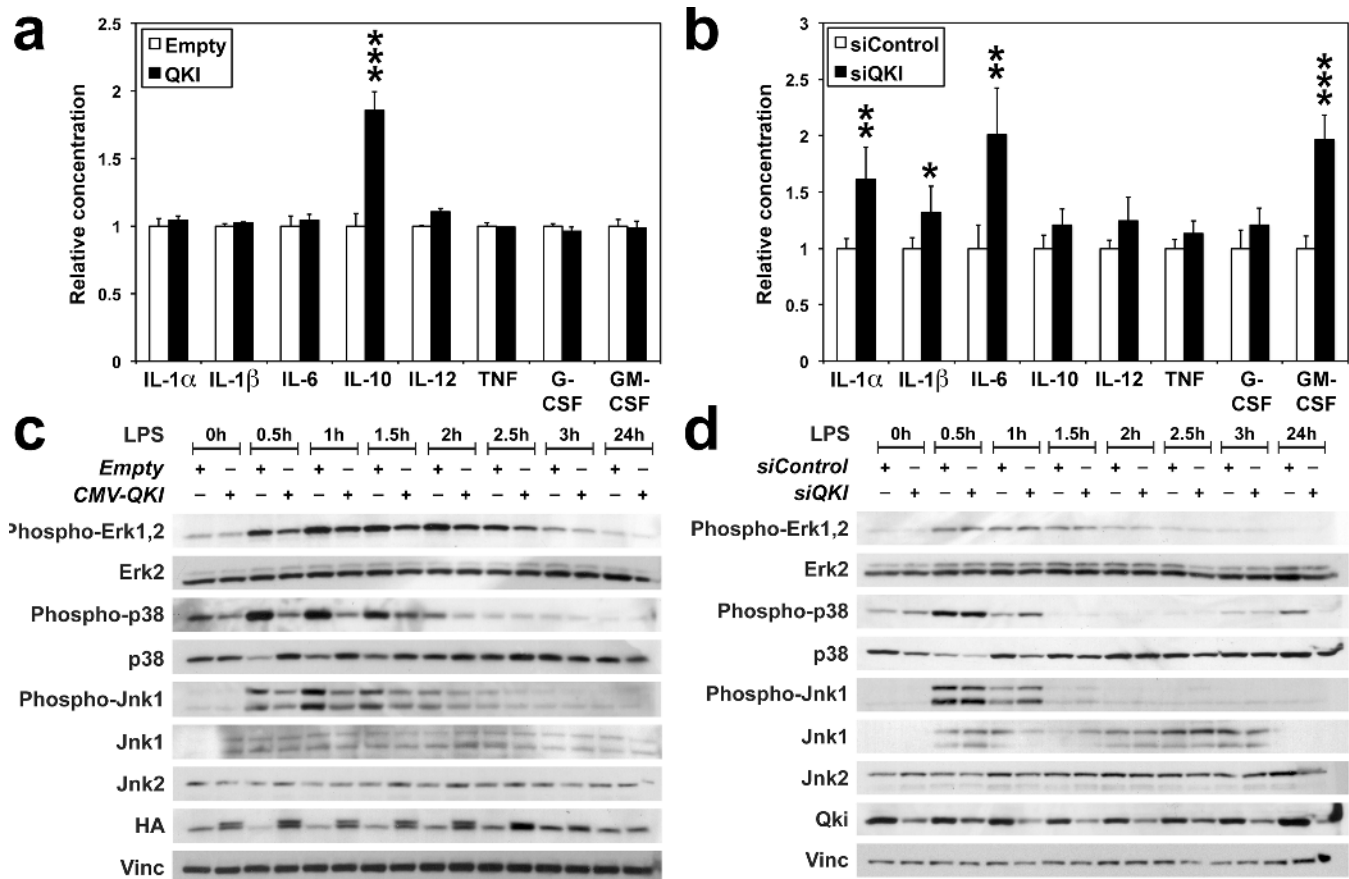 a
2.5
2
1.5
1
0.5
0
Relative concentration
Empty
QKI
***
IL-1α IL-1β IL-6 IL-10 IL-12 TNF G-CSF GM-CSF
b
3
2.5
2
1.5
1
0.5
0
Relative concentration
siControl
siQKI
** * ** ***
IL-1α IL-1β IL-6 IL-10 IL-12 TNF G-CSF GM-CSF
c
LPS 0h 0.5h 1h 1.5h 2h 2.5h 3h 24h
Empty + – + – + – + – + – + – + – + –
CMV-QKI – + – + – + – + – + – + – + – +
Phospho-Erk1,2
Erk2
Phospho-p38
p38
Phospho-Jnk1
Jnk1
Jnk2
HA
Vinc
d
LPS 0h 0.5h 1h 1.5h 2h 2.5h 3h 24h
siControl + – + – + – + – + – + – + – + –
siQKI – + – + – + – + – + – + – + – +
Phospho-Erk1,2
Erk2
Phospho-p38
p38
Phospho-Jnk1
Jnk1
Jnk2
Qki
Vinc